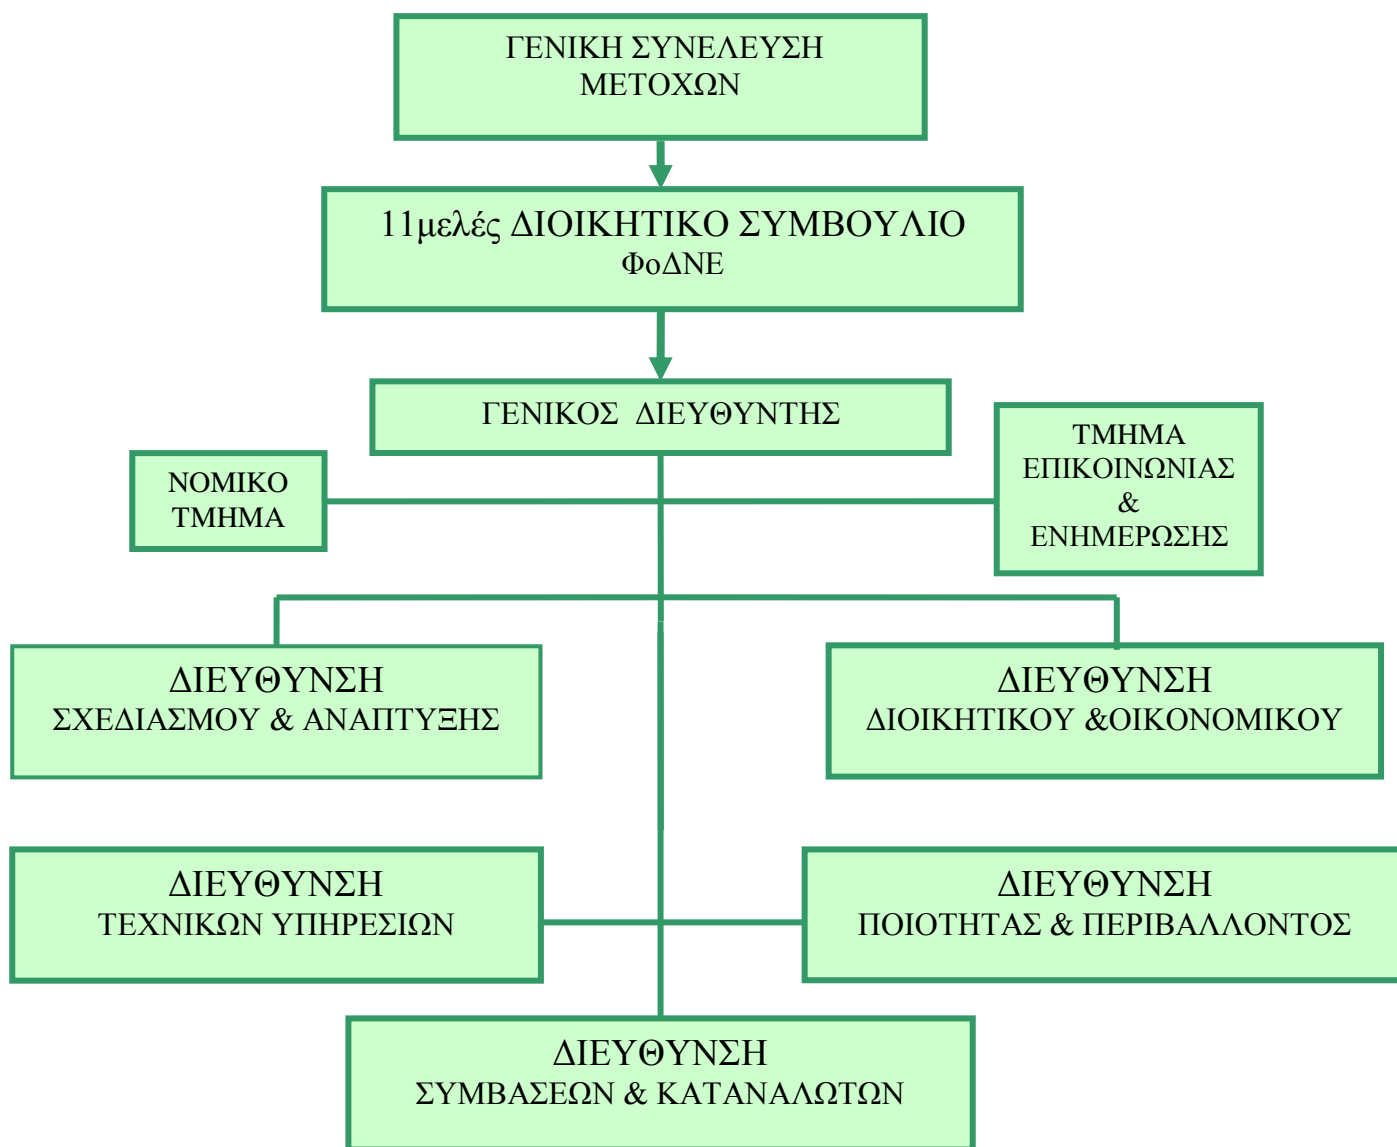 ΓΕΝΙΚΗ ΣΥΝΕΛΕΥΣΗ
ΜΕΤΟΧΩΝ
11μελές ΔΙΟΙΚΗΤΙΚΟ ΣΥΜΒΟΥΛΙΟ
ΦοΔΝΕ
ΓΕΝΙΚΟΣ ΔΙΕΥΘΥΝΤΗΣ
ΝΟΜΙΚΟ
ΤΜΗΜΑ
ΤΜΗΜΑ
ΕΠΙΚΟΙΝΩΝΙΑΣ
&
ΕΝΗΜΕΡΩΣΗΣ
ΔΙΕΥΘΥΝΣΗ
ΣΧΕΔΙΑΣΜΟΥ & ΑΝΑΠΤΥΞΗΣ
ΔΙΕΥΘΥΝΣΗ
ΔΙΟΙΚΗΤΙΚΟΥ &ΟΙΚΟΝΟΜΙΚΟΥ
ΔΙΕΥΘΥΝΣΗ
ΤΕΧΝΙΚΩΝ ΥΠΗΡΕΣΙΩΝ
ΔΙΕΥΘΥΝΣΗ
ΠΟΙΟΤΗΤΑΣ & ΠΕΡΙΒΑΛΛΟΝΤΟΣ
ΔΙΕΥΘΥΝΣΗ
ΣΥΜΒΑΣΕΩΝ & ΚΑΤΑΝΑΛΩΤΩΝ